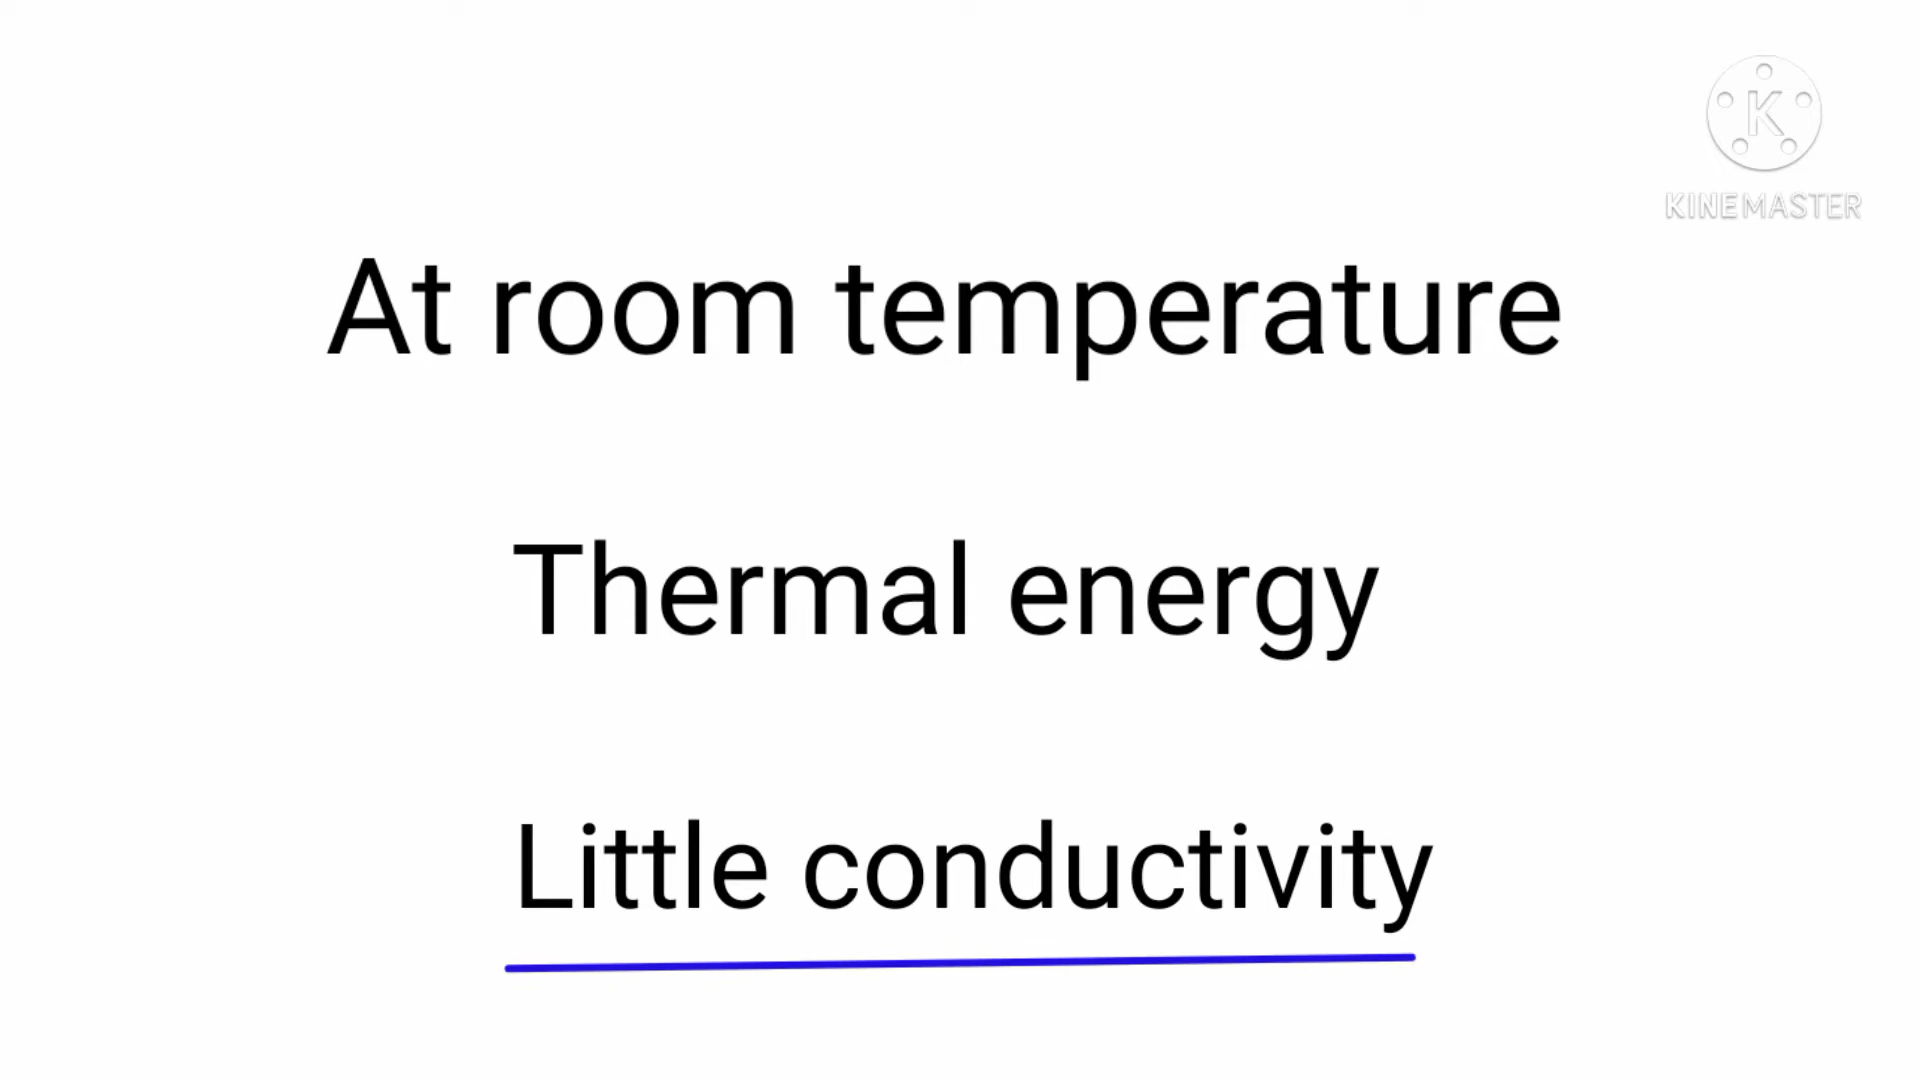 K
KINEMASTER
At room temperature
Thermal energy
Little conductivity